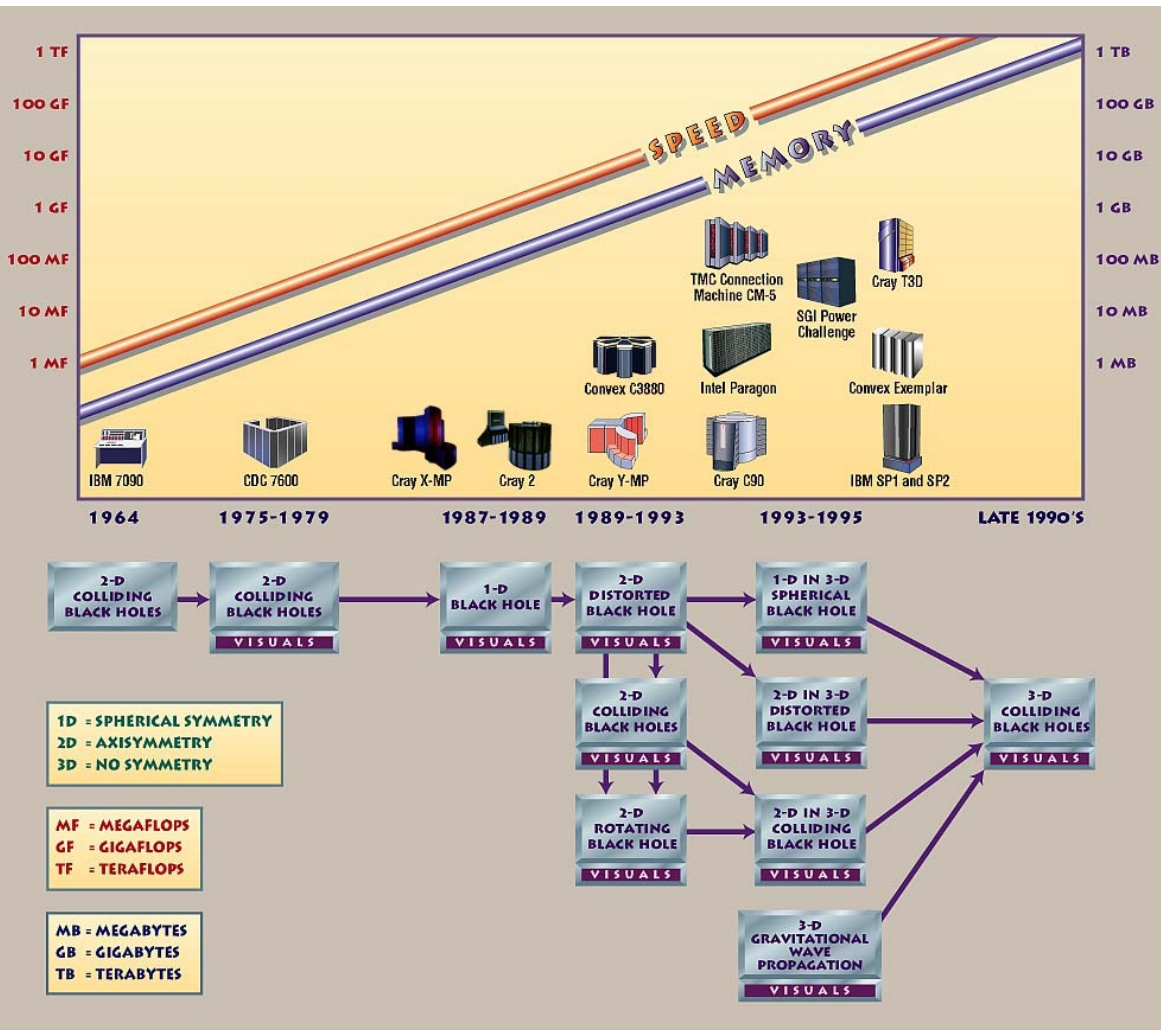 1 TF
100 GF
10 GF
1 GF
100 MF
10 MF
1 MF
1 TB
100 GB
10 GB
1 GB
100 MB
10 MB
1 MB
SPEED
MEMORY
TMC Connection
Machine CM-5
SGI Power
Challenge
Cray T3D
Convex C3880
Intel Paragon
Convex Exemplar
IBM 7090
CDC 7600
Cray X-MP
Cray 2
Cray Y-MP
Cray C90
IBM SP1 and SP2
1964
1975-1979
1987-1989
1989-1993
1993-1995
LATE 1990'S
2-D
COLLIDING
BLACK HOLES
2-D
COLLIDING
BLACK HOLES
VISUALS
1-D
BLACK HOLE
VISUALS
2-D
DISTORTED
BLACK HOLE
VISUALS
1-D IN 3-D
SPHERICAL
BLACK HOLE
VISUALS
2-D
COLLIDING
BLACK HOLES
VISUALS
2-D IN 3-D
DISTORTED
BLACK HOLE
VISUALS
3-D
COLLIDING
BLACK HOLES
VISUALS
2-D
ROTATING
BLACK HOLE
VISUALS
2-D IN 3-D
COLLIDING
BLACK HOLE
VISUALS
3-D
GRAVITATIONAL
WAVE
PROPAGATION
VISUALS
1D = SPHERICAL SYMMETRY
2D = AXISYMMETRY
3D = NO SYMMETRY
MF = MEGAFLOPS
GF = GIGAFLOPS
TF = TERAFLOPS
MB = MEGABYTES
GB = GIGABYTES
TB = TERABYTES